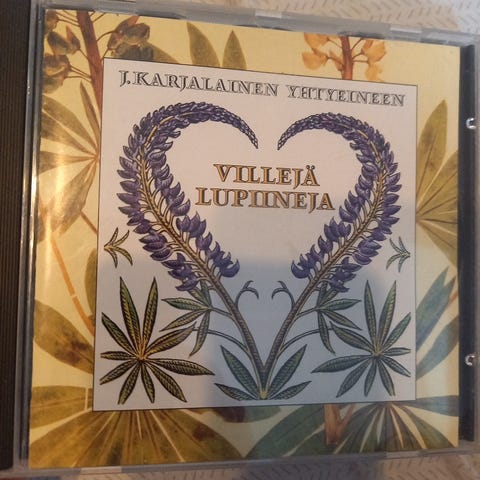 J. KARJALAINEN YHTYEINEEN
VILLEJÄ
LUPIINEJA